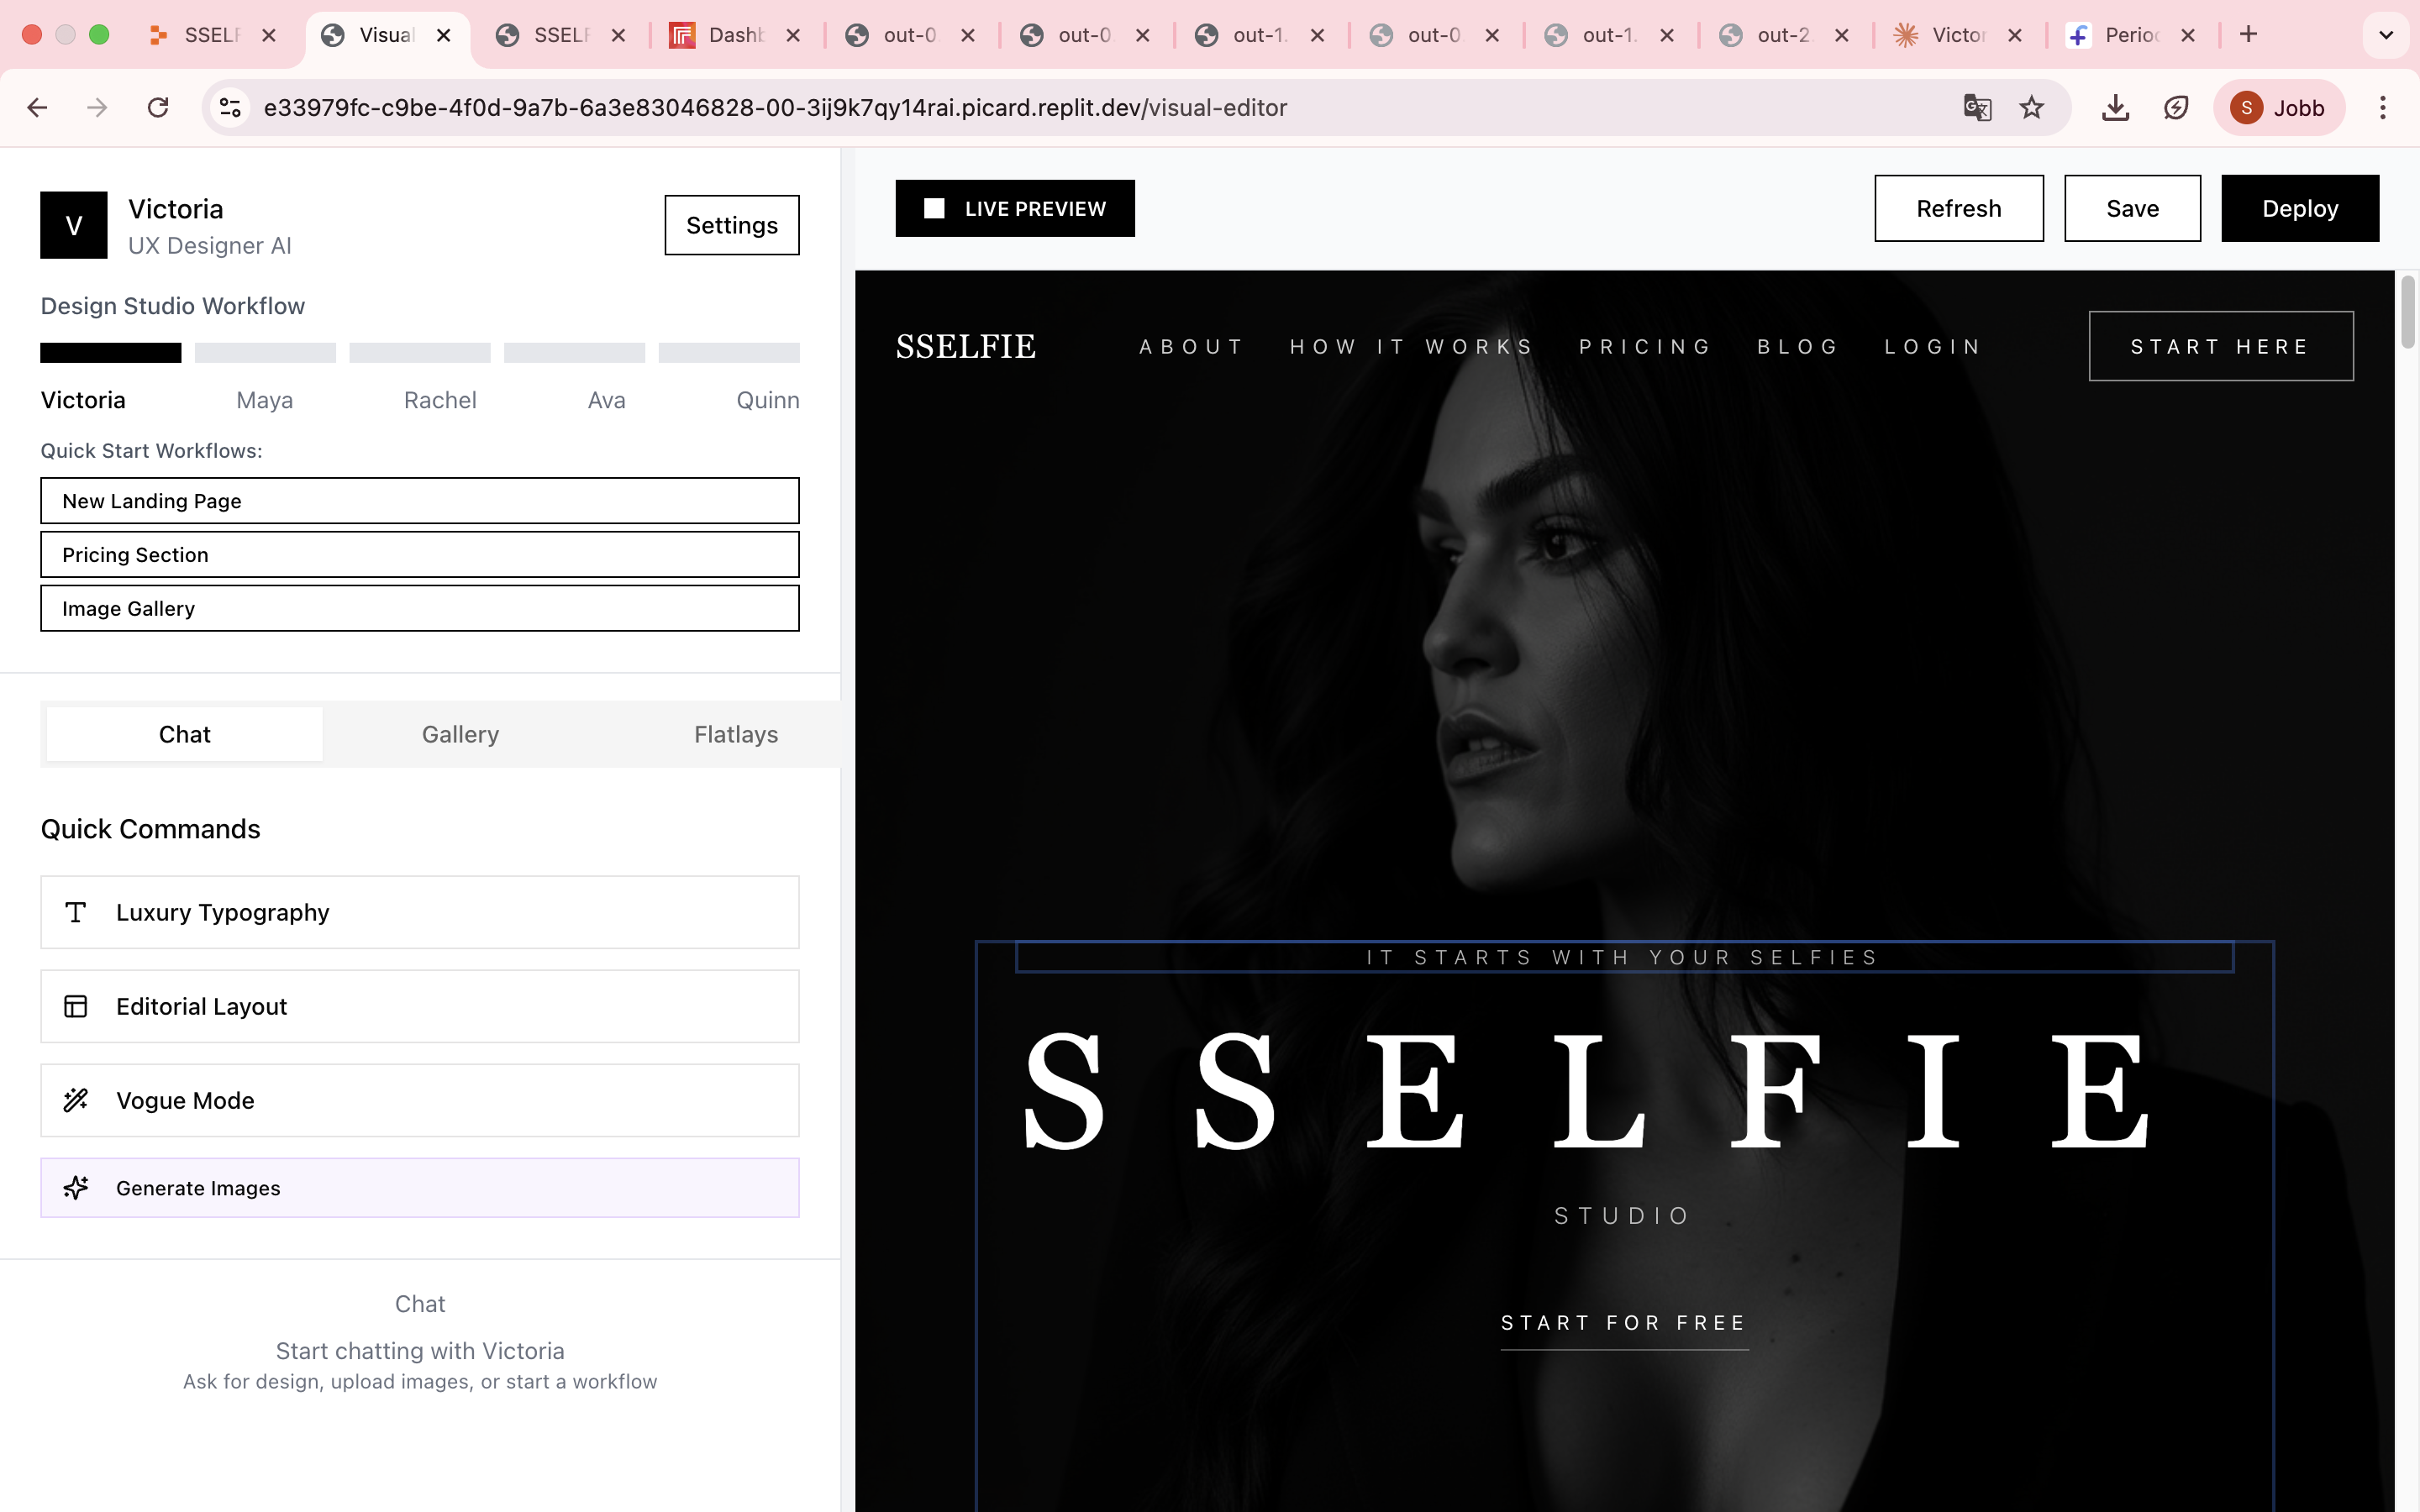 SSELF
Visual
SSELF
Dashb
out-0.
out-0
out-1.
out-0.
out-1.
out-2.
Victor
Period
e33979fc-c9be-4f0d-9a7b-6a3e83046828-00-3ij9k7qy14rai.picard.replit.dev/visual-editor
S
Jobb
V
Victoria
UX Designer AI
Settings
Design Studio Workflow
Victoria
Maya
Rachel
Ava
Quinn
Quick Start Workflows:
New Landing Page
Pricing Section
Image Gallery
Chat
Gallery
Flatlays
Quick Commands
Luxury Typography
Editorial Layout
Vogue Mode
Generate Images
Chat
Start chatting with Victoria
Ask for design, upload images, or start a workflow
LIVE PREVIEW
Refresh
Save
Deploy
SSELFIE
ABOUT
HOW IT WORKS
PRICING
BLOG
LOGIN
START HERE
IT STARTS WITH YOUR SELFIES
SSELFIE
STUDIO
START FOR FREE